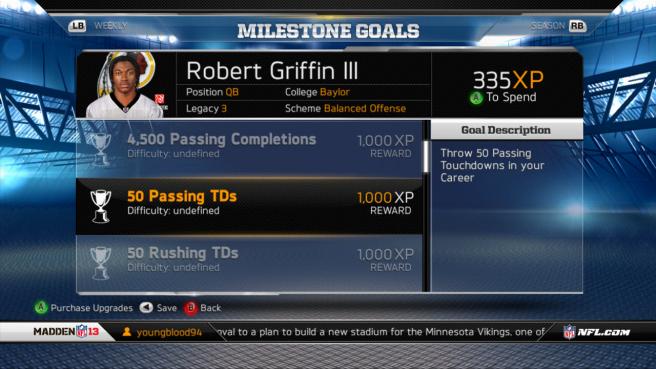 LB WEEKLY
MILESTONE GOALS
SEASON RB
Robert Griffin III
Position QB
College Baylor
Legacy 3
Scheme Balanced Offense
335XP
A To Spend
4,500 Passing Completions
1,000 XP
Difficulty: undefined
REWARD
50 Passing TDs
1,000 XP
Difficulty: undefined
REWARD
50 Rushing TDs
1,000 XP
Difficulty: undefined
REWARD
Goal Description
Throw 50 Passing
Touchdowns in your
Career
A Purchase Upgrades
Save
B Back
MADDEN NFL 13
youngblood94
oval to a plan to build a new stadium for the Minnesota Vikings, one of
NFL NFL.COM